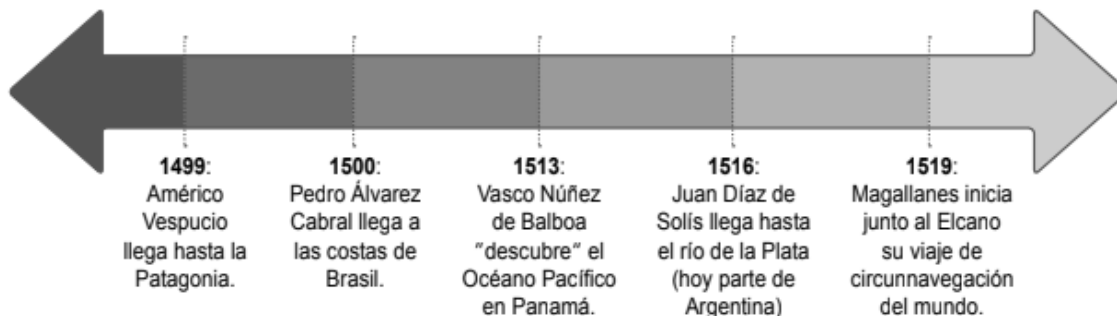 1499:
Américo
Vespucio
llega hasta la
Patagonia.
1500:
Pedro Álvarez
Cabral llega a
las costas de
Brasil.
1513:
Vasco Núñez
de Balboa
"descubre" el
Océano Pacífico
en Panamá.
1516:
Juan Díaz de
Solís llega hasta
el río de la Plata
(hoy parte de
Argentina)
1519:
Magallanes inicia
junto al Elcano
su viaje de
circunnavegación
del mundo.